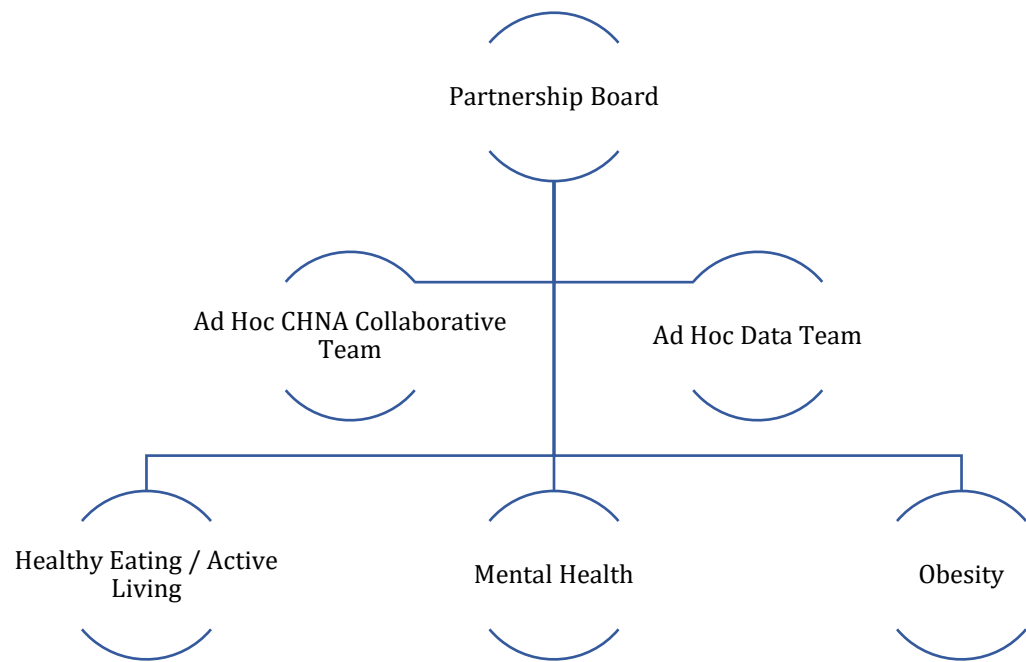 Partnership Board
Ad Hoc CHNA Collaborative
Team
Ad Hoc Data Team
Healthy Eating / Active
Living
Mental Health
Obesity